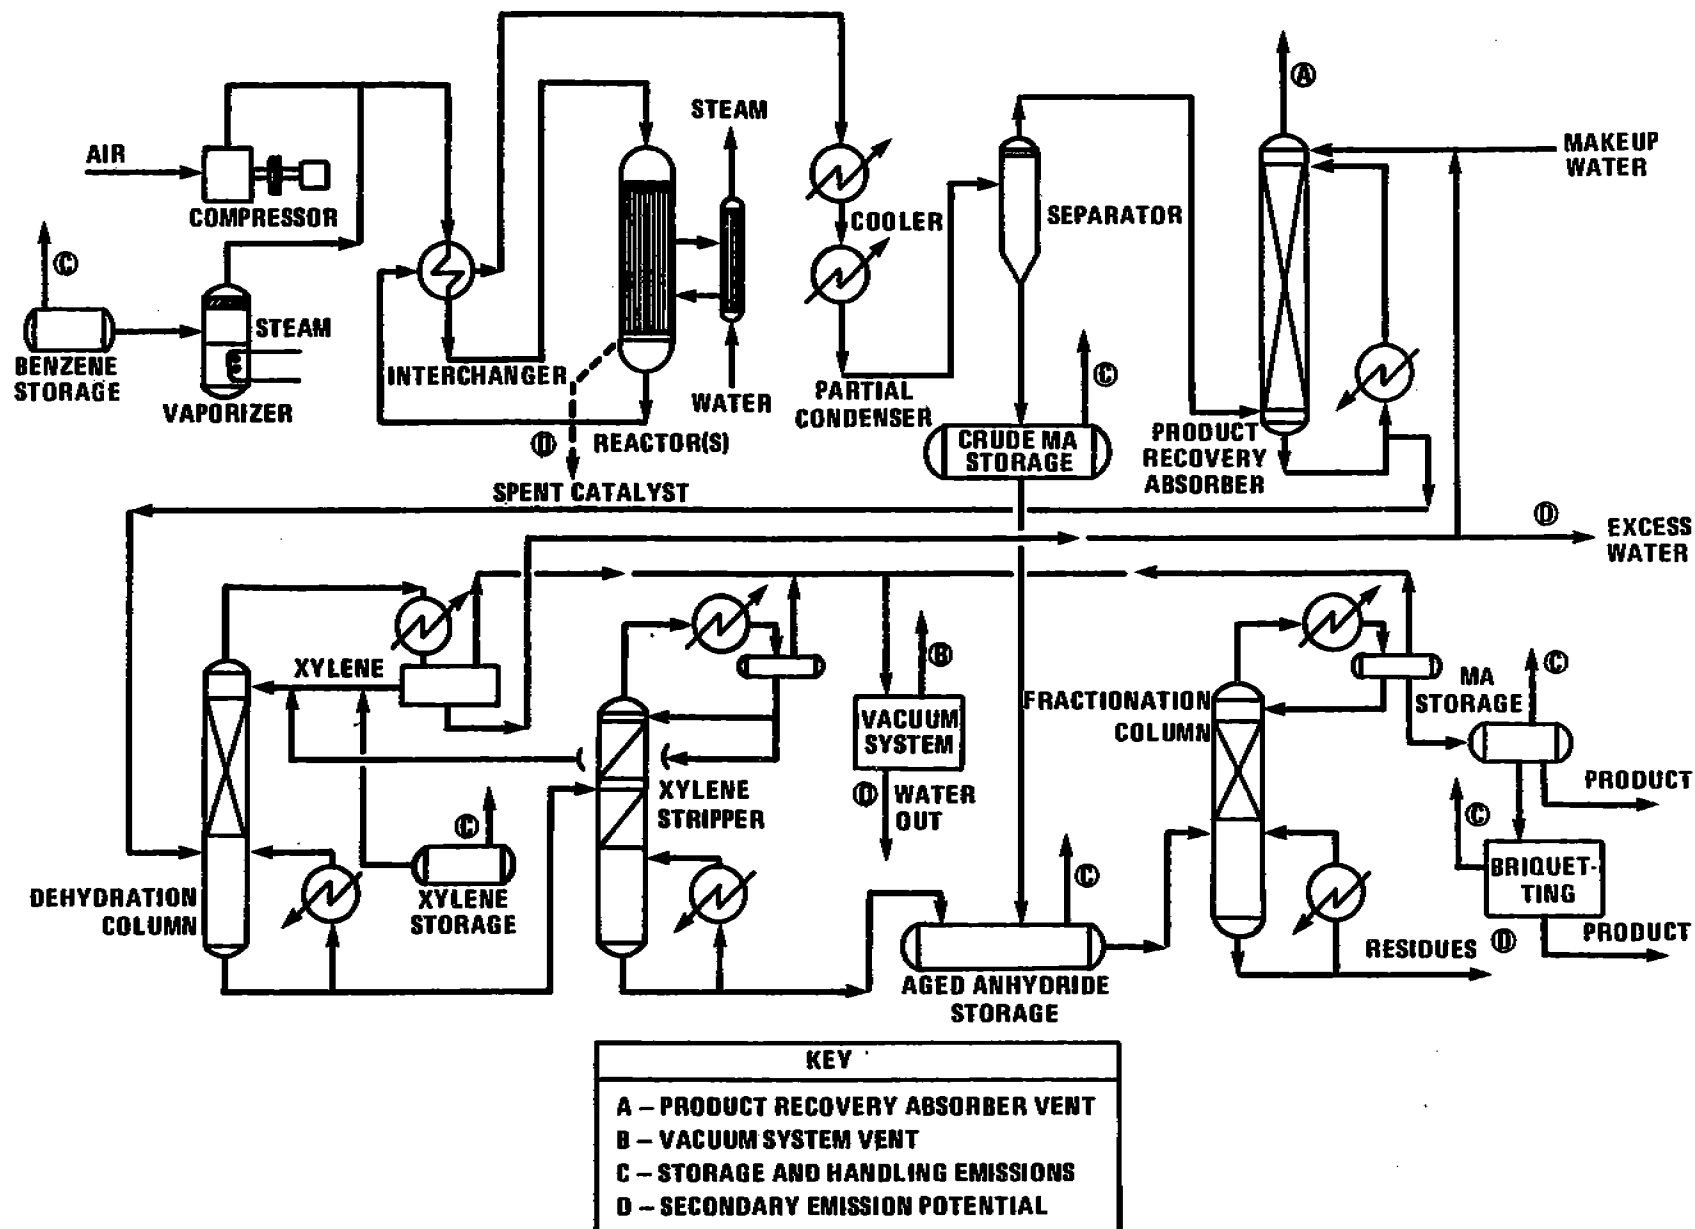 AIR
COMPRESSOR
Ⓒ
BENZENE
STORAGE
STEAM
VAPORIZER
INTERCHANGER
STEAM
WATER
Ⓓ
REACTOR(S)
SPENT CATALYST
COOLER
PARTIAL
CONDENSER
SEPARATOR
Ⓒ
CRUDE MA
STORAGE
Ⓐ
MAKEUP
WATER
PRODUCT
RECOVERY
ABSORBER
Ⓓ
EXCESS
WATER
XYLENE
DEHYDRATION
COLUMN
Ⓒ
XYLENE
STORAGE
XYLENE
STRIPPER
Ⓑ
VACUUM
SYSTEM
Ⓓ
WATER
OUT
Ⓒ
AGED ANHYDRIDE
STORAGE
FRACTIONATION
COLUMN
MA
STORAGE
Ⓒ
PRODUCT
Ⓒ
BRIQUET-
TING
PRODUCT
RESIDUES
Ⓓ
KEY
A – PRODUCT RECOVERY ABSORBER VENT
B – VACUUM SYSTEM VENT
C – STORAGE AND HANDLING EMISSIONS
D – SECONDARY EMISSION POTENTIAL